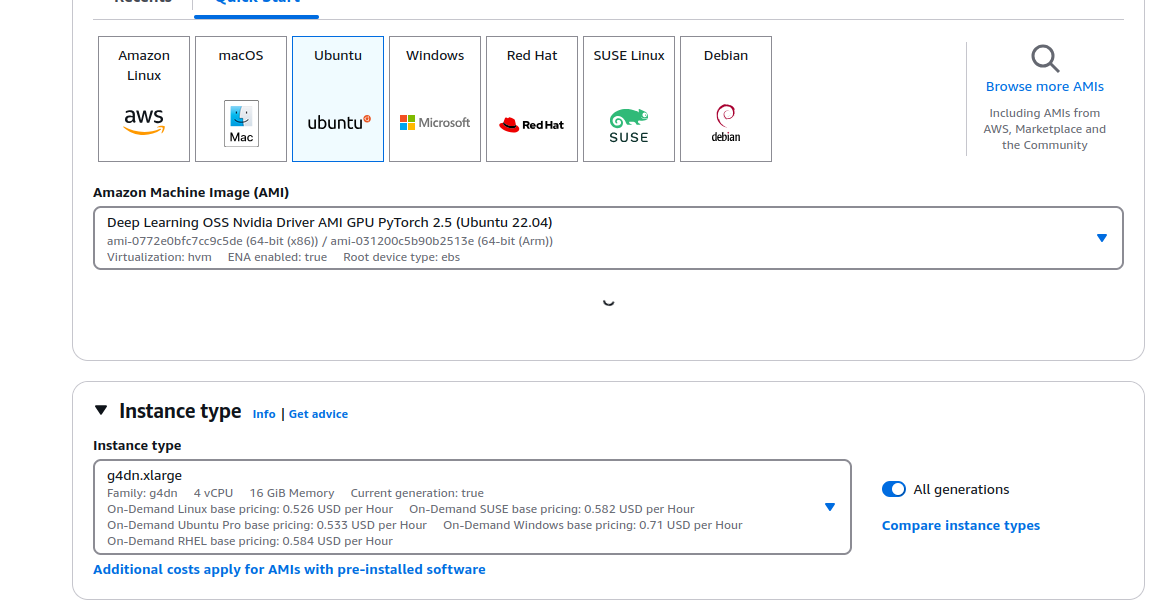 Recents
Quick Start
Amazon Linux
aws
macOS
Mac
Ubuntu
ubuntu
Windows
Microsoft
Red Hat
Red Hat
SUSE Linux
SUSE
Debian
debian
Browse more AMIs
Including AMIs from
AWS, Marketplace and
the Community
Amazon Machine Image (AMI)
Deep Learning OSS Nvidia Driver AMI GPU PyTorch 2.5 (Ubuntu 22.04)
ami-0772e0bfc7cc9c5de (64-bit (x86)) / ami-031200c5b90b2513e (64-bit (Arm))
Virtualization: hvm ENA enabled: true Root device type: ebs
Instance type Info | Get advice
Instance type
g4dn.xlarge
Family: g4dn 4 vCPU 16 GiB Memory Current generation: true
On-Demand Linux base pricing: 0.526 USD per Hour On-Demand SUSE base pricing: 0.582 USD per Hour
On-Demand Ubuntu Pro base pricing: 0.533 USD per Hour On-Demand Windows base pricing: 0.71 USD per Hour
On-Demand RHEL base pricing: 0.584 USD per Hour
All generations
Compare instance types
Additional costs apply for AMIs with pre-installed software